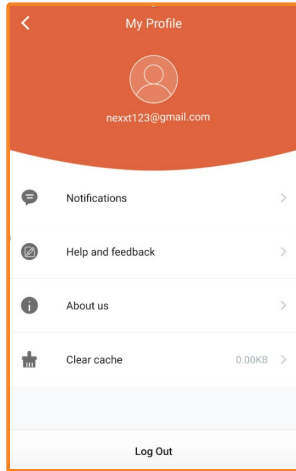 My Profile
nexxt123@gmail.com
Notifications
Help and feedback
About us
Clear cache 0.00KB
Log Out